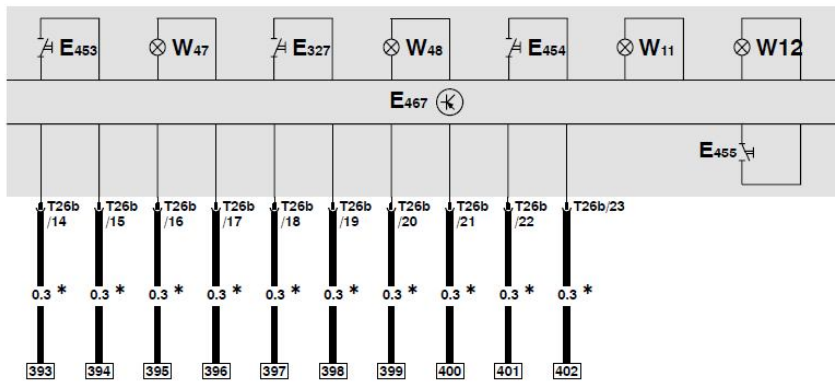 E453 W47 E327 W48 E454 W11 W12
E467
E455
T26b T26b T26b T26b T26b T26b T26b T26b T26b T26b/23
/14 /15 /16 /17 /18 /19 /20 /21 /22
0.3 * 0.3 * 0.3 * 0.3 * 0.3 * 0.3 * 0.3 * 0.3 * 0.3 * 0.3 *
393 394 395 396 397 398 399 400 401 402